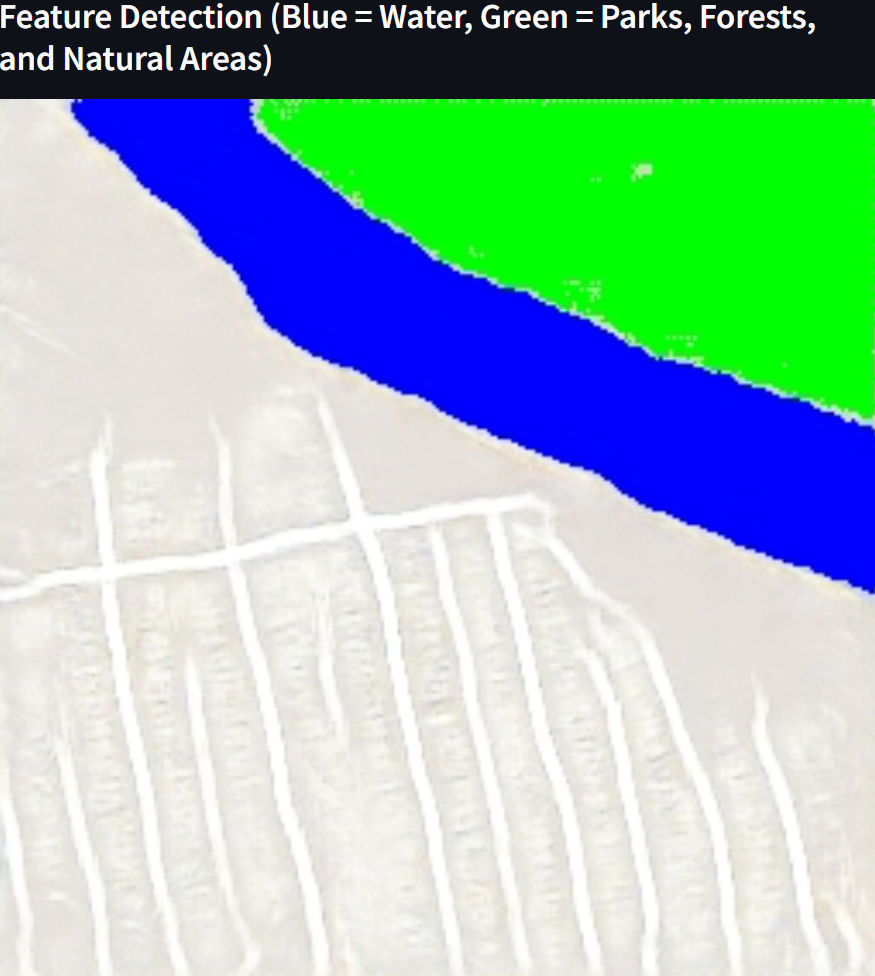 Feature Detection (Blue = Water, Green = Parks, Forests,
and Natural Areas)